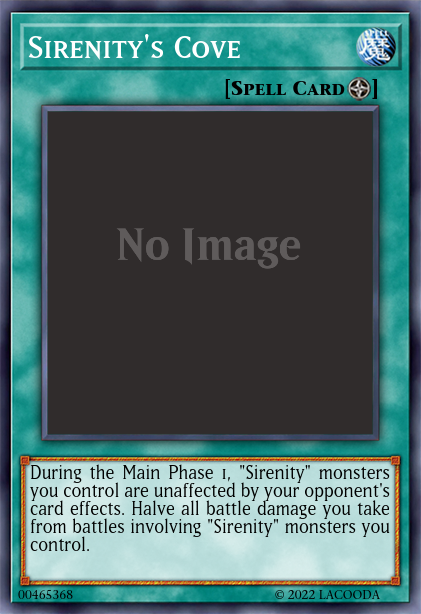 Sirenity's Cove
魔
[Spell Card]
No Image
During the Main Phase 1, "Sirenity" monsters
you control are unaffected by your opponent's
card effects. Halve all battle damage you take
from battles involving "Sirenity" monsters you
control.
00465368
© 2022 LACOODA